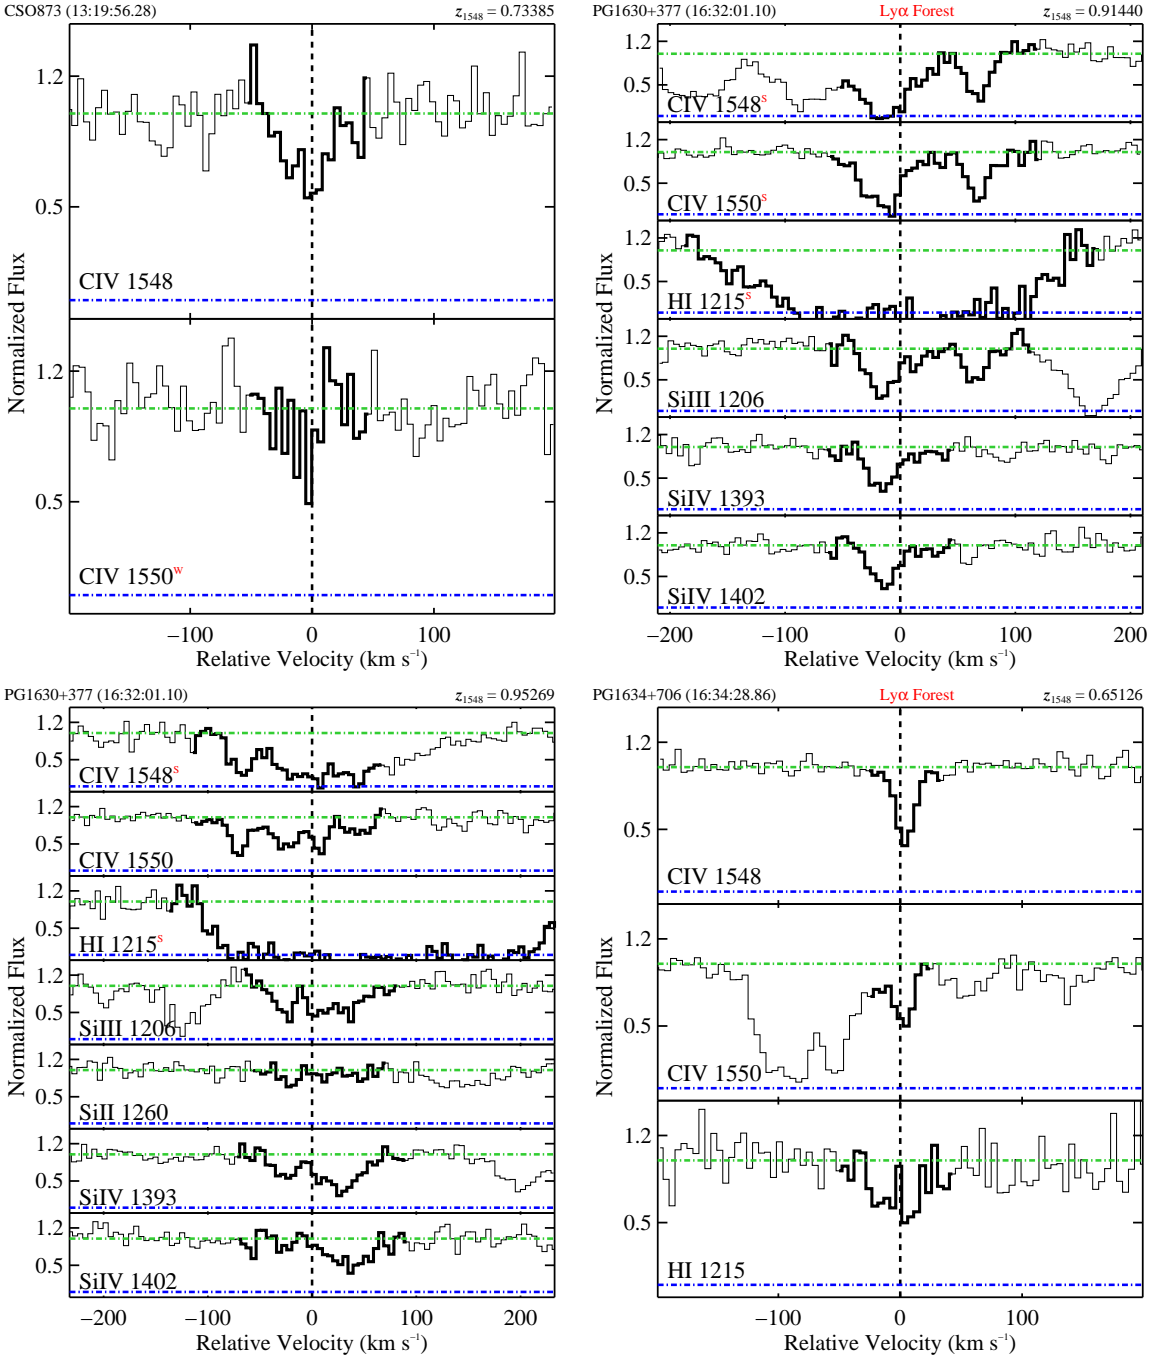 CSO873 (13:19:56.28) z1548 = 0.73385
1.2
0.5
CIV 1548
1.2
0.5
CIV 1550w
Normalized Flux
−100 0 100
Relative Velocity (km s−1)
PG1630+377 (16:32:01.10) Lyα Forest z1548 = 0.91440
1.2
0.5
CIV 1548s
1.2
0.5
CIV 1550s
1.2
0.5
HI 1215s
1.2
0.5
SiIII 1206
1.2
0.5
SiIV 1393
1.2
0.5
SiIV 1402
Normalized Flux
−200 −100 0 100 200
Relative Velocity (km s−1)
PG1630+377 (16:32:01.10) z1548 = 0.95269
1.2
0.5
CIV 1548s
1.2
0.5
CIV 1550
1.2
0.5
HI 1215s
1.2
0.5
SiIII 1206
1.2
0.5
SiII 1260
1.2
0.5
SiIV 1393
1.2
0.5
SiIV 1402
Normalized Flux
−200 −100 0 100 200
Relative Velocity (km s−1)
PG1634+706 (16:34:28.86) Lyα Forest z1548 = 0.65126
1.2
0.5
CIV 1548
1.2
0.5
CIV 1550
1.2
0.5
HI 1215
Normalized Flux
−100 0 100
Relative Velocity (km s−1)